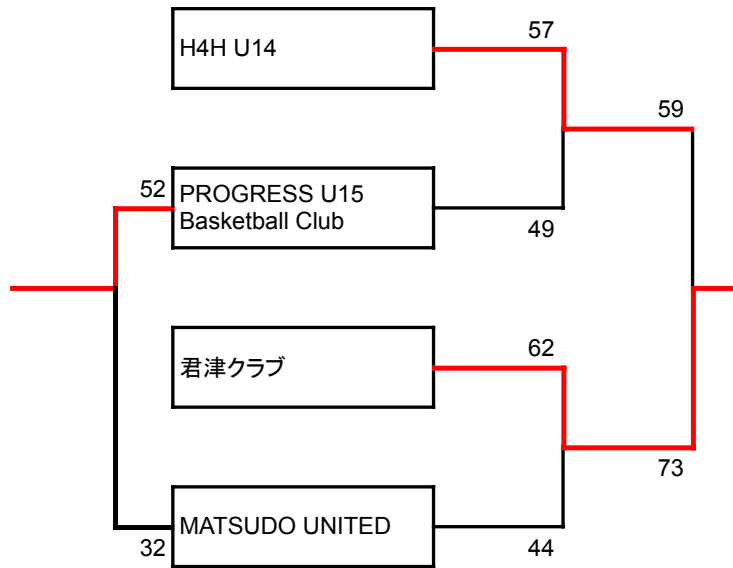 57
H4H U14
59
52
PROGRESS U15
Basketball Club
49
62
君津クラブ
73
MATSUDO UNITED
32
44